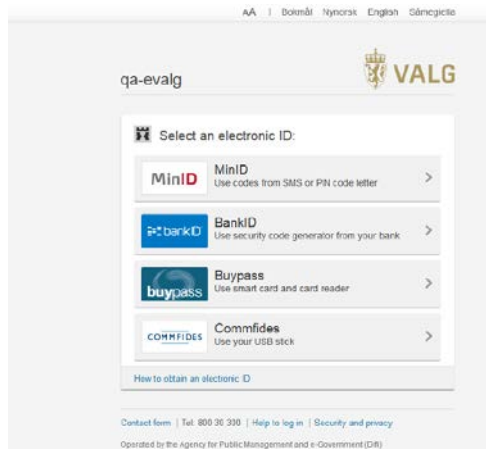 AA | Bokmål Nynorsk English Sámegiella
qa-evalg
VALG
Select an electronic ID:
MinID
MinID
Use codes from SMS or PIN code letter
bankID
BankID
Use security code generator from your bank
buypass
Buypass
Use smart card and card reader
COMMFIDES
Commfides
Use your USB stick
How to obtain an electronic ID
Contact form | Tel: 800 30 300 | Help to log in | Security and privacy
Operated by the Agency for Public Management and e-Government (Difi)